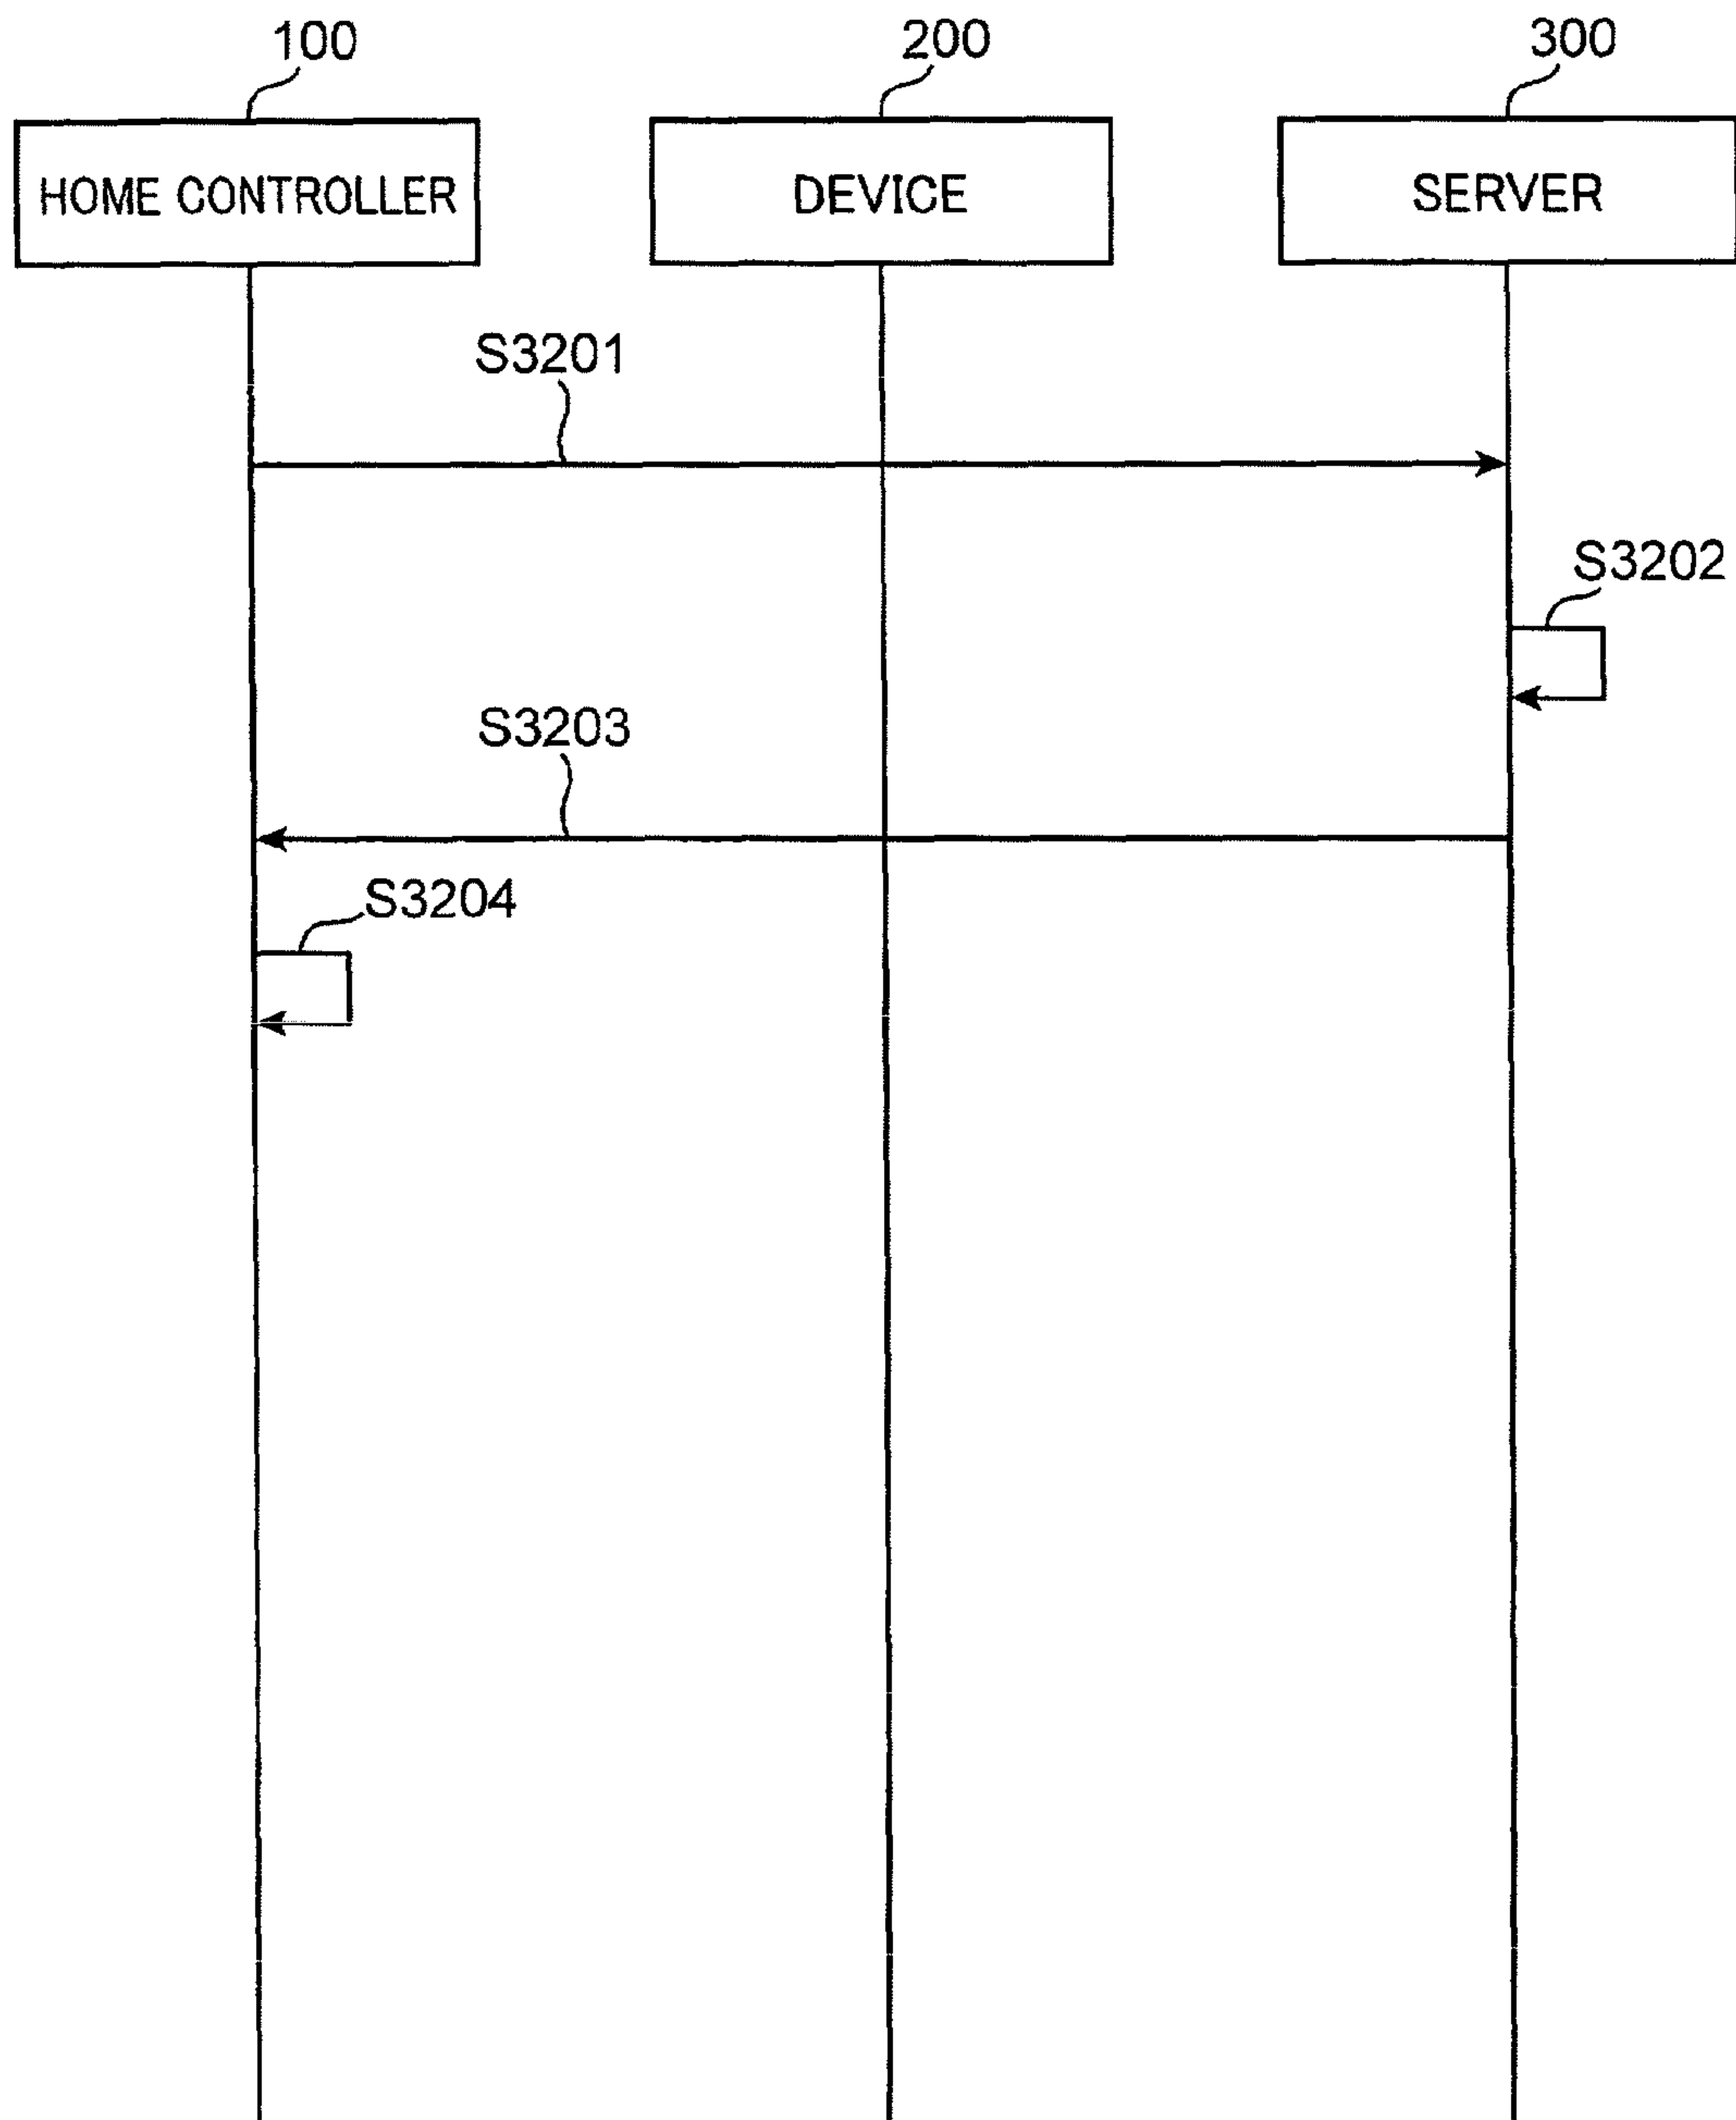 100
200
300
HOME CONTROLLER
DEVICE
SERVER
S3201
S3202
S3203
S3204